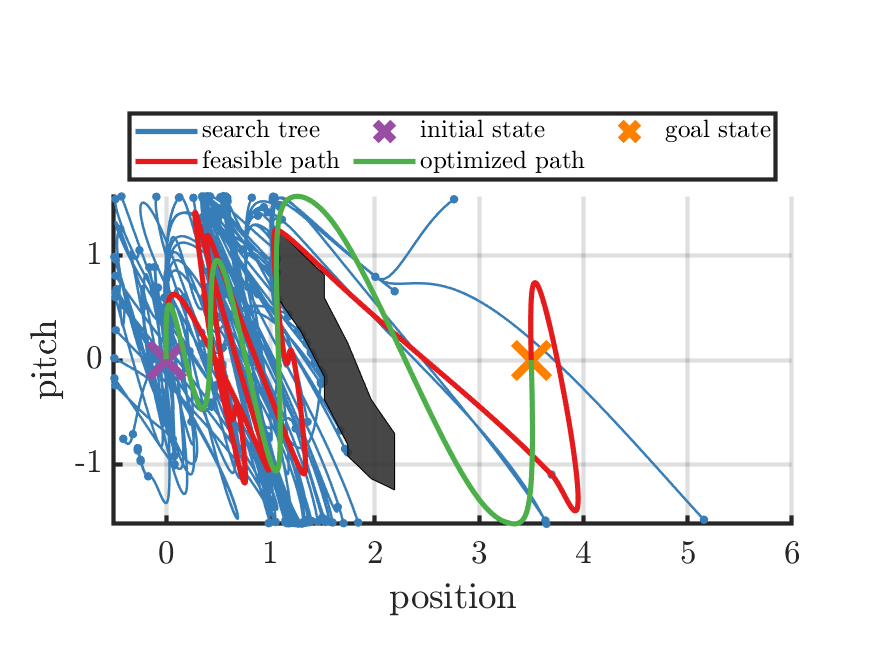 search tree initial state goal state
feasible path optimized path
1
0
-1
pitch
0 1 2 3 4 5 6
position